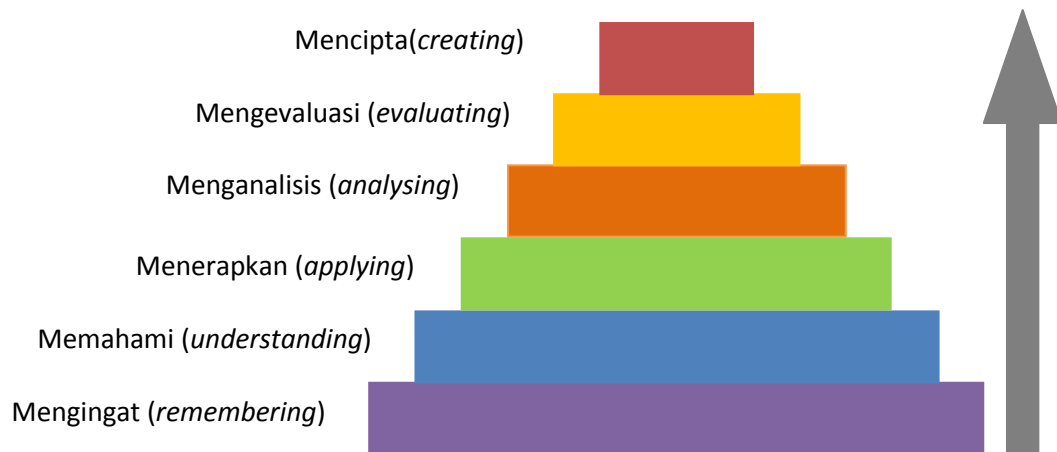 Mencipta(creating)
Mengevaluasi (evaluating)
Menganalisis (analysing)
Menerapkan (applying)
Memahami (understanding)
Mengingat (remembering)